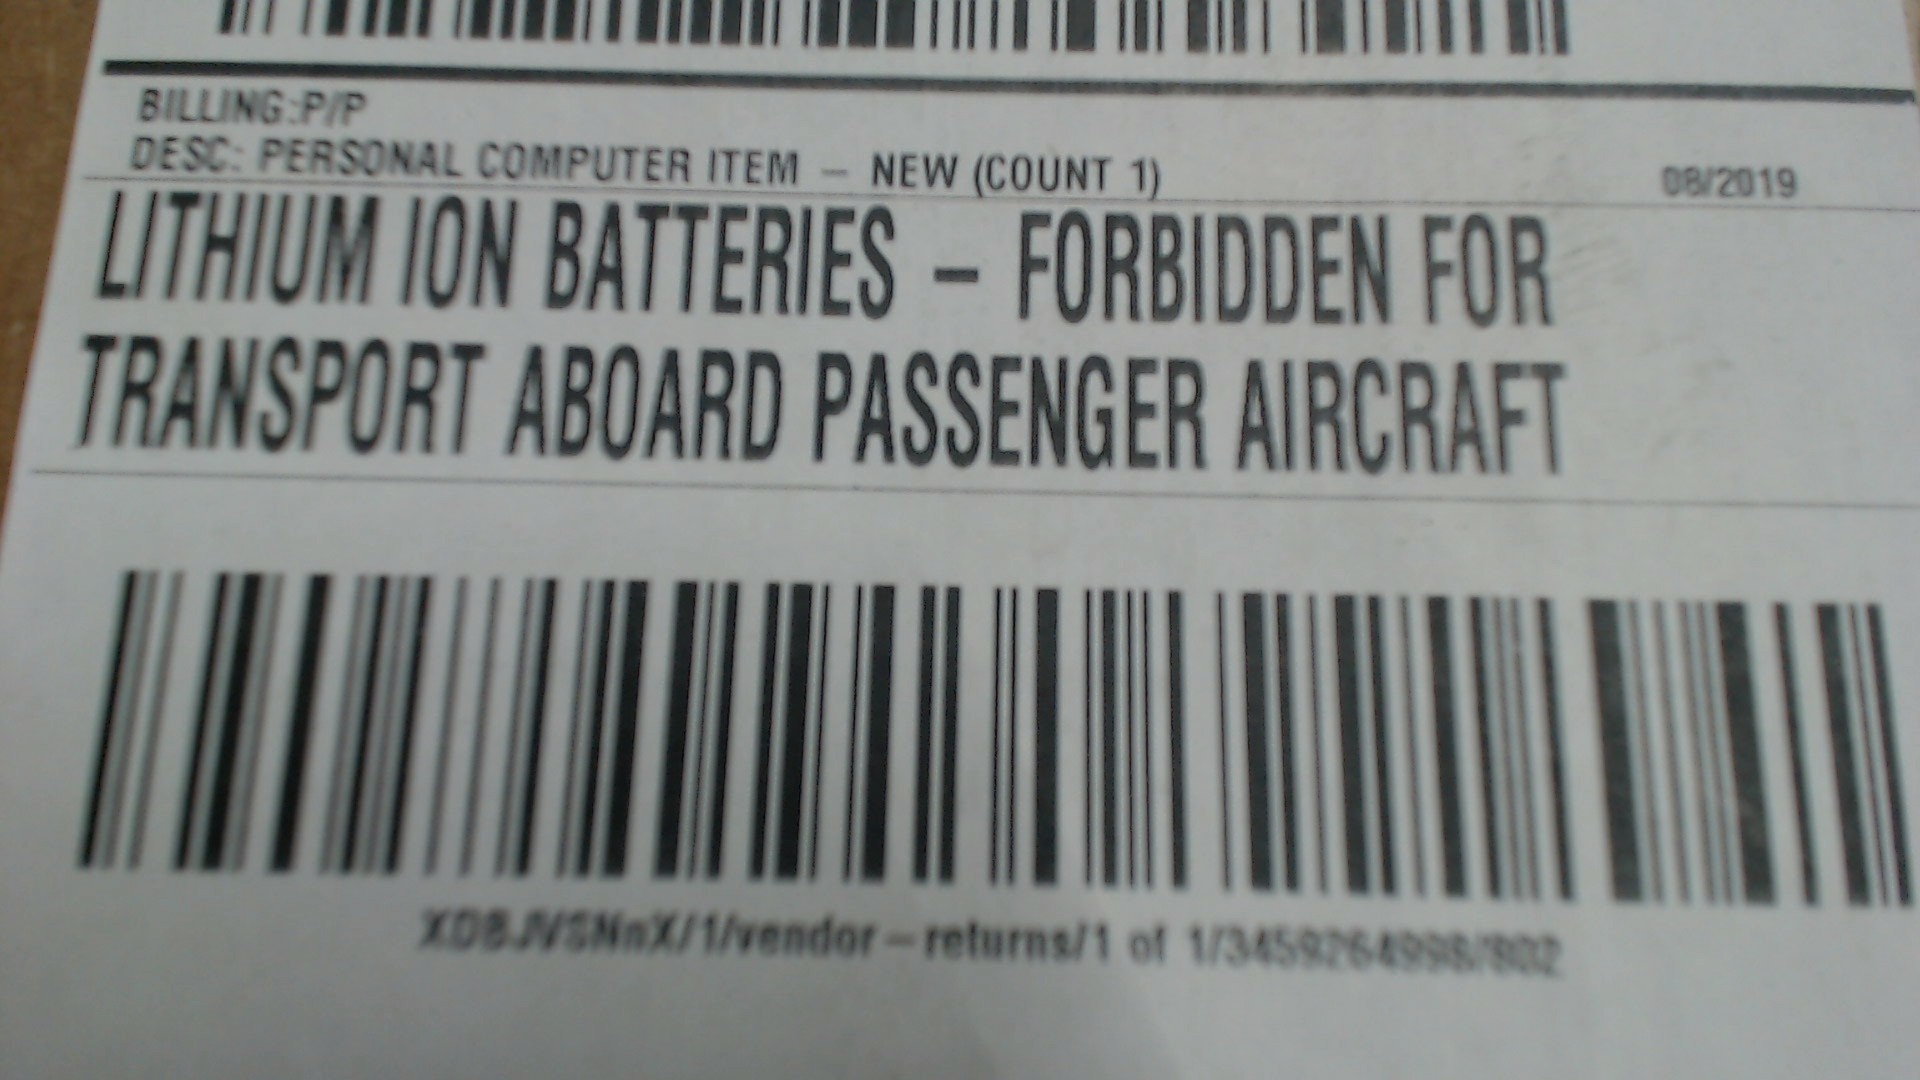 BILLING:P/P
DESC: PERSONAL COMPUTER ITEM – NEW (COUNT 1) 08/2019
LITHIUM ION BATTERIES – FORBIDDEN FOR
TRANSPORT ABOARD PASSENGER AIRCRAFT
/1/vendor–returns/1 of 1/3459264998/802